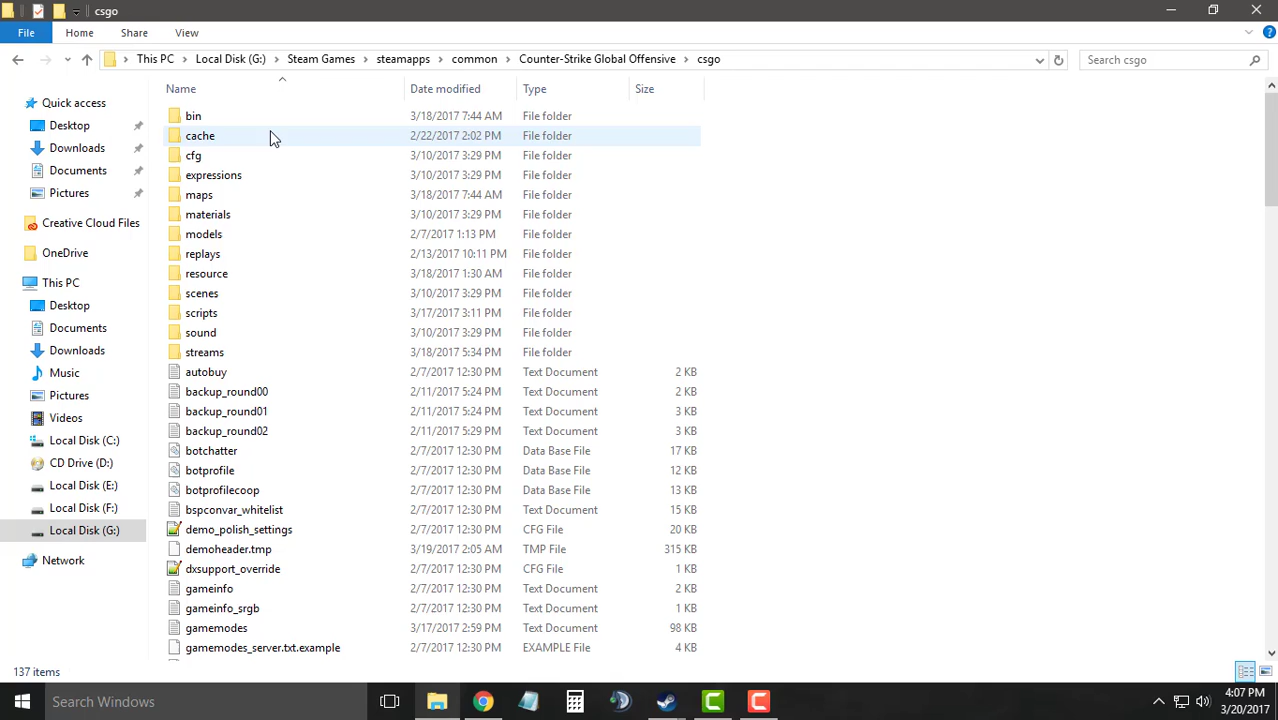 csgo
File Home Share View
This PC Local Disk (G:) Steam Games steamapps common Counter-Strike Global Offensive csgo Search csgo
Name Date modified Type Size
Quick access
Desktop
Downloads
Documents
Pictures
Creative Cloud Files
OneDrive
This PC
Desktop
Documents
Downloads
Music
Pictures
Videos
Local Disk (C:)
CD Drive (D:)
Local Disk (E:)
Local Disk (F:)
Local Disk (G:)
Network
bin 3/18/2017 7:44 AM File folder
cache 2/22/2017 2:02 PM File folder
cfg 3/10/2017 3:29 PM File folder
expressions 3/10/2017 3:29 PM File folder
maps 3/18/2017 7:44 AM File folder
materials 3/10/2017 3:29 PM File folder
models 2/7/2017 1:13 PM File folder
replays 2/13/2017 10:11 PM File folder
resource 3/18/2017 1:30 AM File folder
scenes 3/10/2017 3:29 PM File folder
scripts 3/17/2017 3:11 PM File folder
sound 3/10/2017 3:29 PM File folder
streams 3/18/2017 5:34 PM File folder
autobuy 2/7/2017 12:30 PM Text Document 2 KB
backup_round00 2/11/2017 5:24 PM Text Document 2 KB
backup_round01 2/11/2017 5:24 PM Text Document 3 KB
backup_round02 2/11/2017 5:29 PM Text Document 3 KB
botchatter 2/7/2017 12:30 PM Data Base File 17 KB
botprofile 2/7/2017 12:30 PM Data Base File 12 KB
botprofilecoop 2/7/2017 12:30 PM Data Base File 13 KB
bspconvar_whitelist 2/7/2017 12:30 PM Text Document 15 KB
demo_polish_settings 2/7/2017 12:30 PM CFG File 20 KB
demoheader.tmp 3/19/2017 2:05 AM TMP File 315 KB
dxsupport_override 2/7/2017 12:30 PM CFG File 1 KB
gameinfo 2/7/2017 12:30 PM Text Document 2 KB
gameinfo_srgb 2/7/2017 12:30 PM Text Document 1 KB
gamemodes 3/17/2017 2:59 PM Text Document 98 KB
gamemodes_server.txt.example 2/7/2017 12:30 PM EXAMPLE File 4 KB
137 items
Search Windows
4:07 PM
3/20/2017